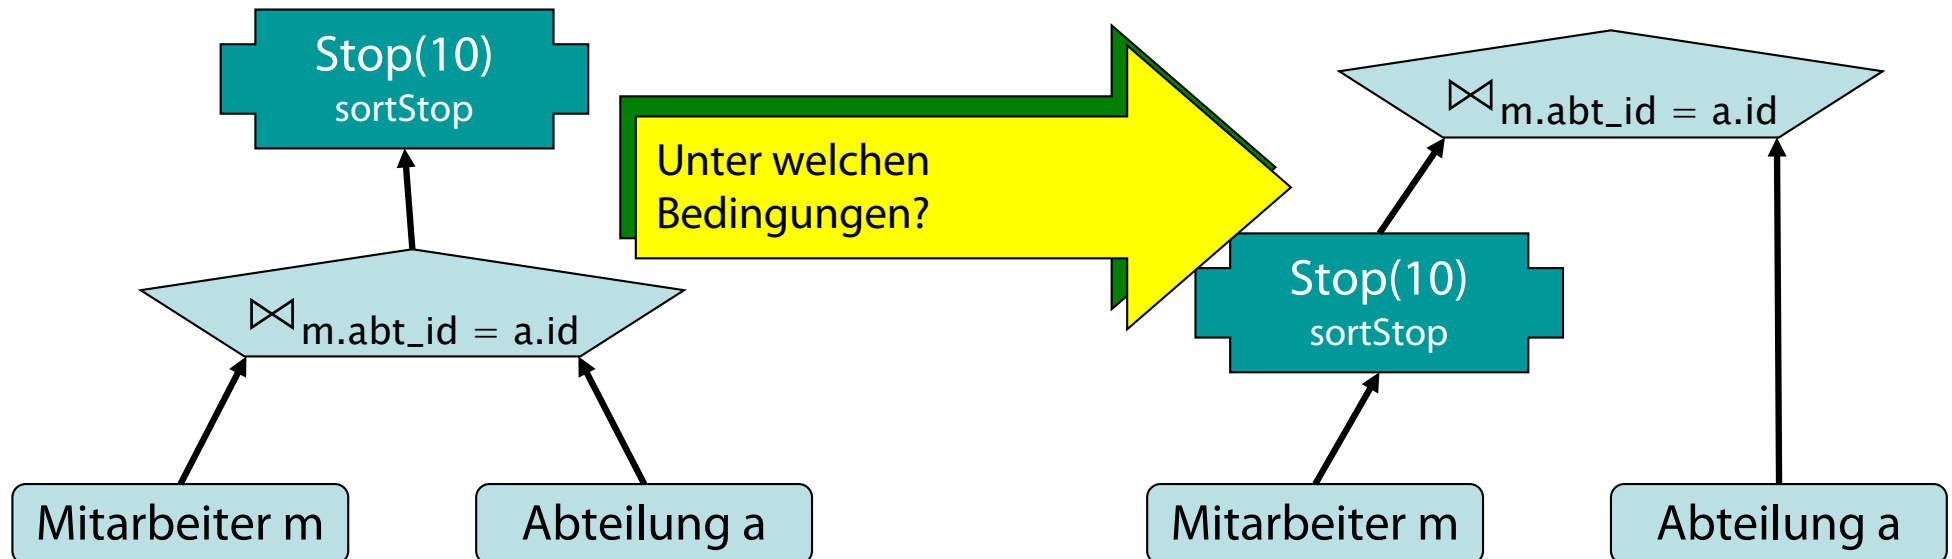 Stop(10)
sortStop
⋈m.abt_id = a.id
Mitarbeiter m
Abteilung a
Unter welchen
Bedingungen?
⋈m.abt_id = a.id
Stop(10)
sortStop
Mitarbeiter m
Abteilung a